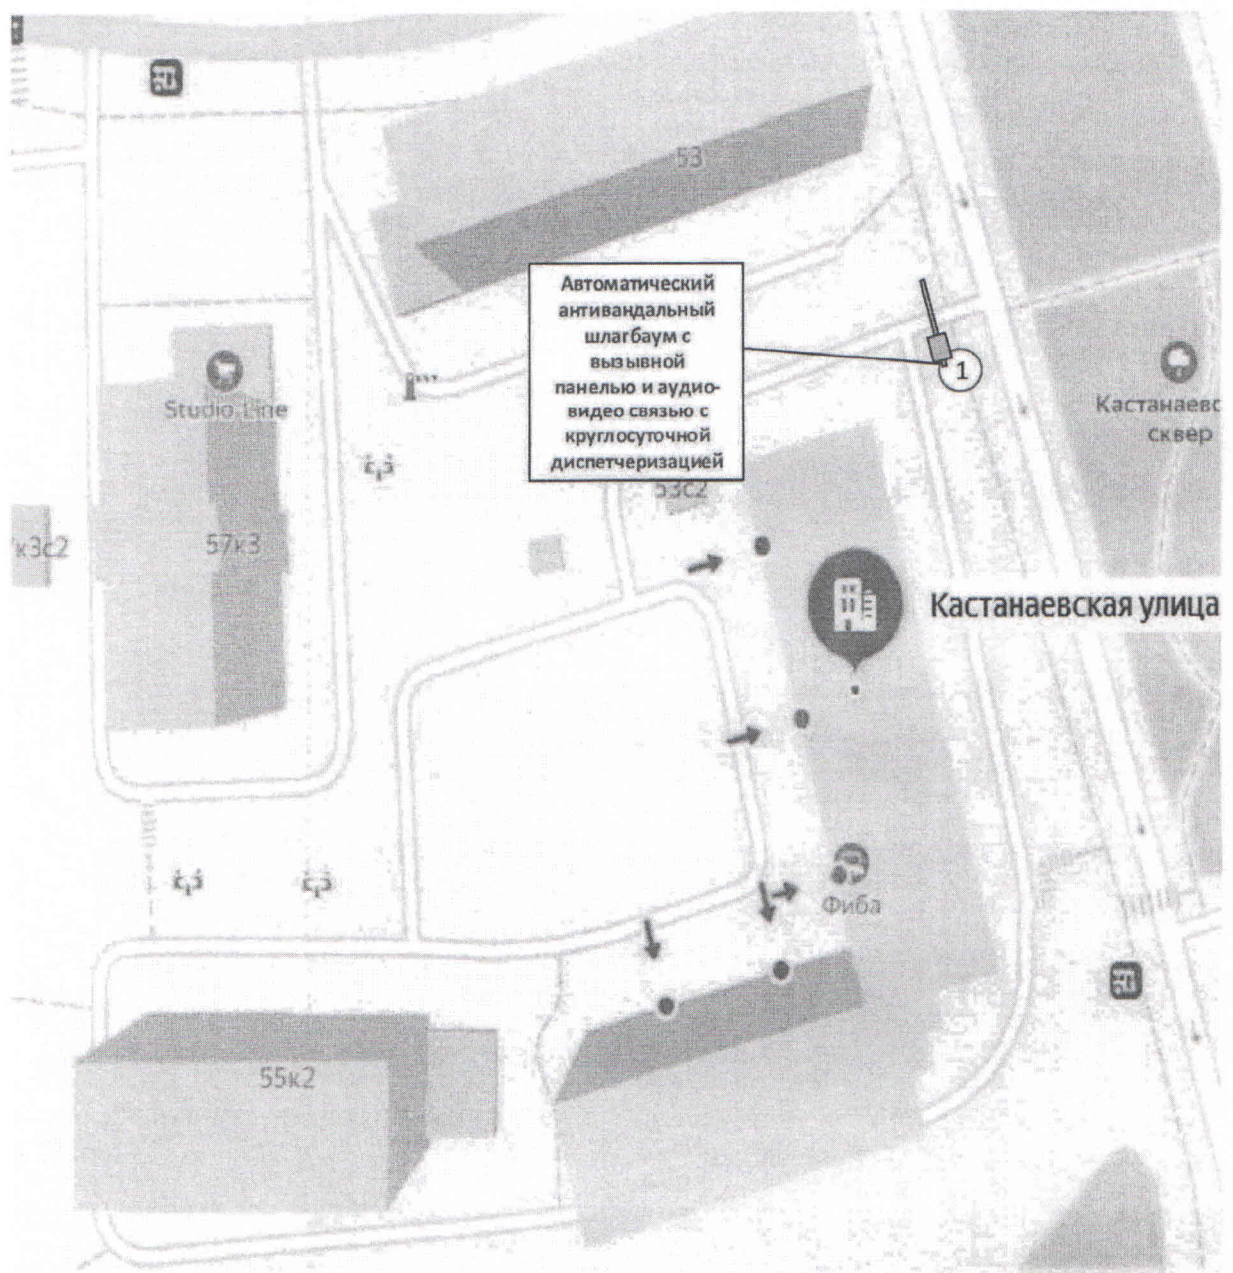 53
Автоматический
антивандальный
шлагбаум с
вызывной
панелью и аудио-
видео связью с
круглосуточной
диспетчеризацией
1
Studio Line
Кастанаевс
сквер
53с2
к3с2
57к3
Кастанаевская улица
Фиба
55к2